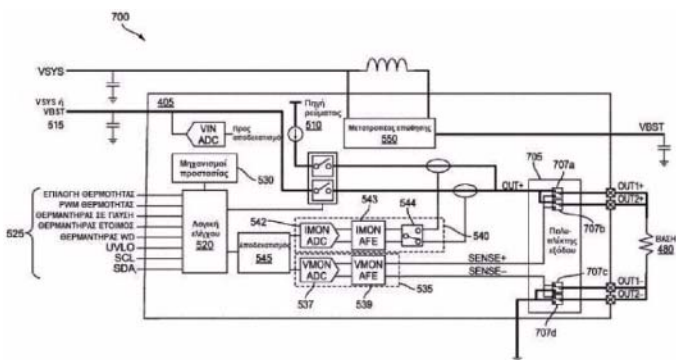 700
VSYS
VSYS ή
VBST
515
405
VIN
ADC
Προς
αποδεκατισμό
Πηγή
ρεύματος
510
Μετατροπέας ώθησης
550
VBST
Μηχανισμοί
προστασίας
530
705
707a
OUT+
OUT1+
OUT2+
707b
525
ΕΠΙΛΟΓΗ ΘΕΡΜΟΤΗΤΑΣ
PWM ΘΕΡΜΟΤΗΤΑΣ
ΘΕΡΜΑΝΤΗΡΑΣ ΣΕ ΠΑΥΣΗ
ΘΕΡΜΑΝΤΗΡΑΣ ΕΤΟΙΜΟΣ
ΘΕΡΜΑΝΤΗΡΑΣ WD
UVLO
SCL
SDA
Λογική
ελέγχου
520
542
543
544
IMON
ADC
IMON
AFE
540
αποδεκατισμός
545
VMON
ADC
VMON
AFE
537
539
535
SENSE+
SENSE–
Πολυ-
πλέκτης
εξόδου
ΒΑΣΗ
480
707c
OUT1–
OUT2–
707d